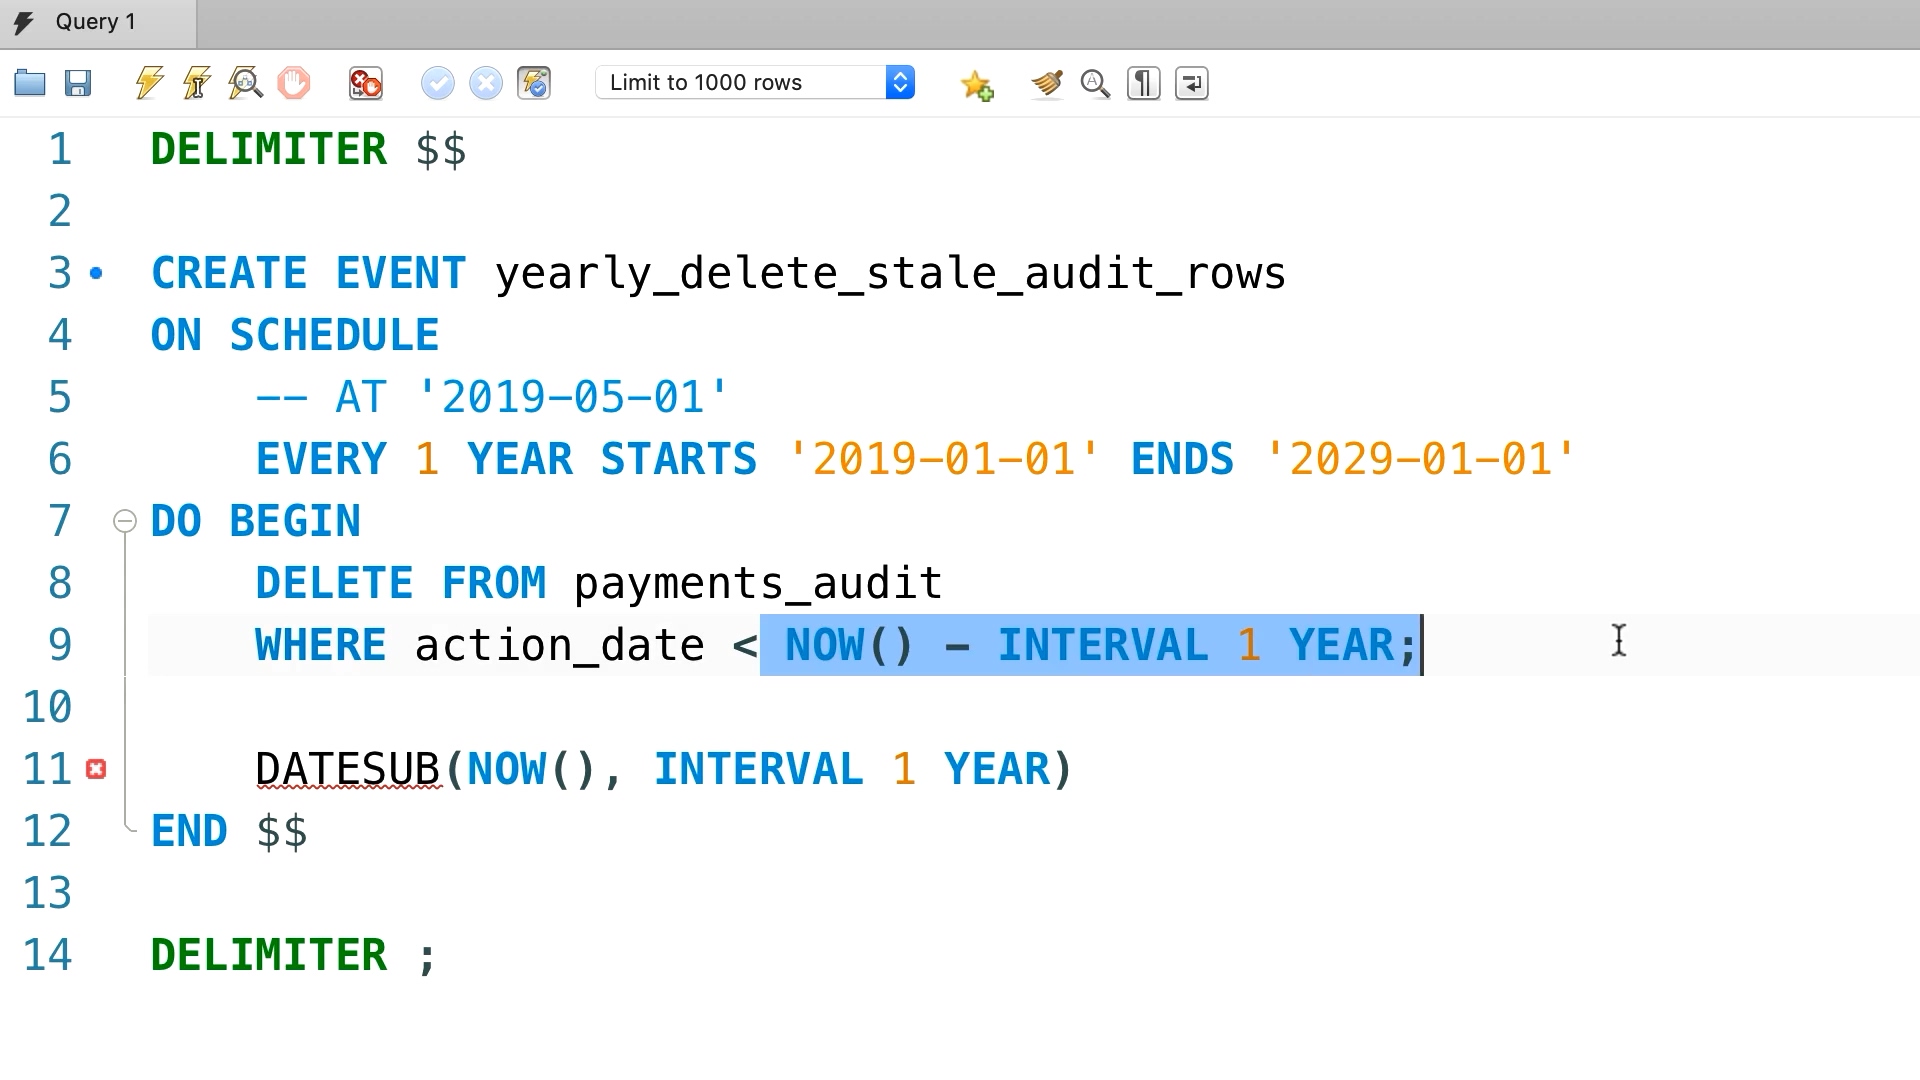 Query 1
Limit to 1000 rows
1 DELIMITER $$
2
3 CREATE EVENT yearly_delete_stale_audit_rows
4 ON SCHEDULE
5 -- AT '2019-05-01'
6 EVERY 1 YEAR STARTS '2019-01-01' ENDS '2029-01-01'
7 DO BEGIN
8 DELETE FROM payments_audit
9 WHERE action_date < NOW() - INTERVAL 1 YEAR;
10
11 DATESUB(NOW(), INTERVAL 1 YEAR)
12 END $$
13
14 DELIMITER ;